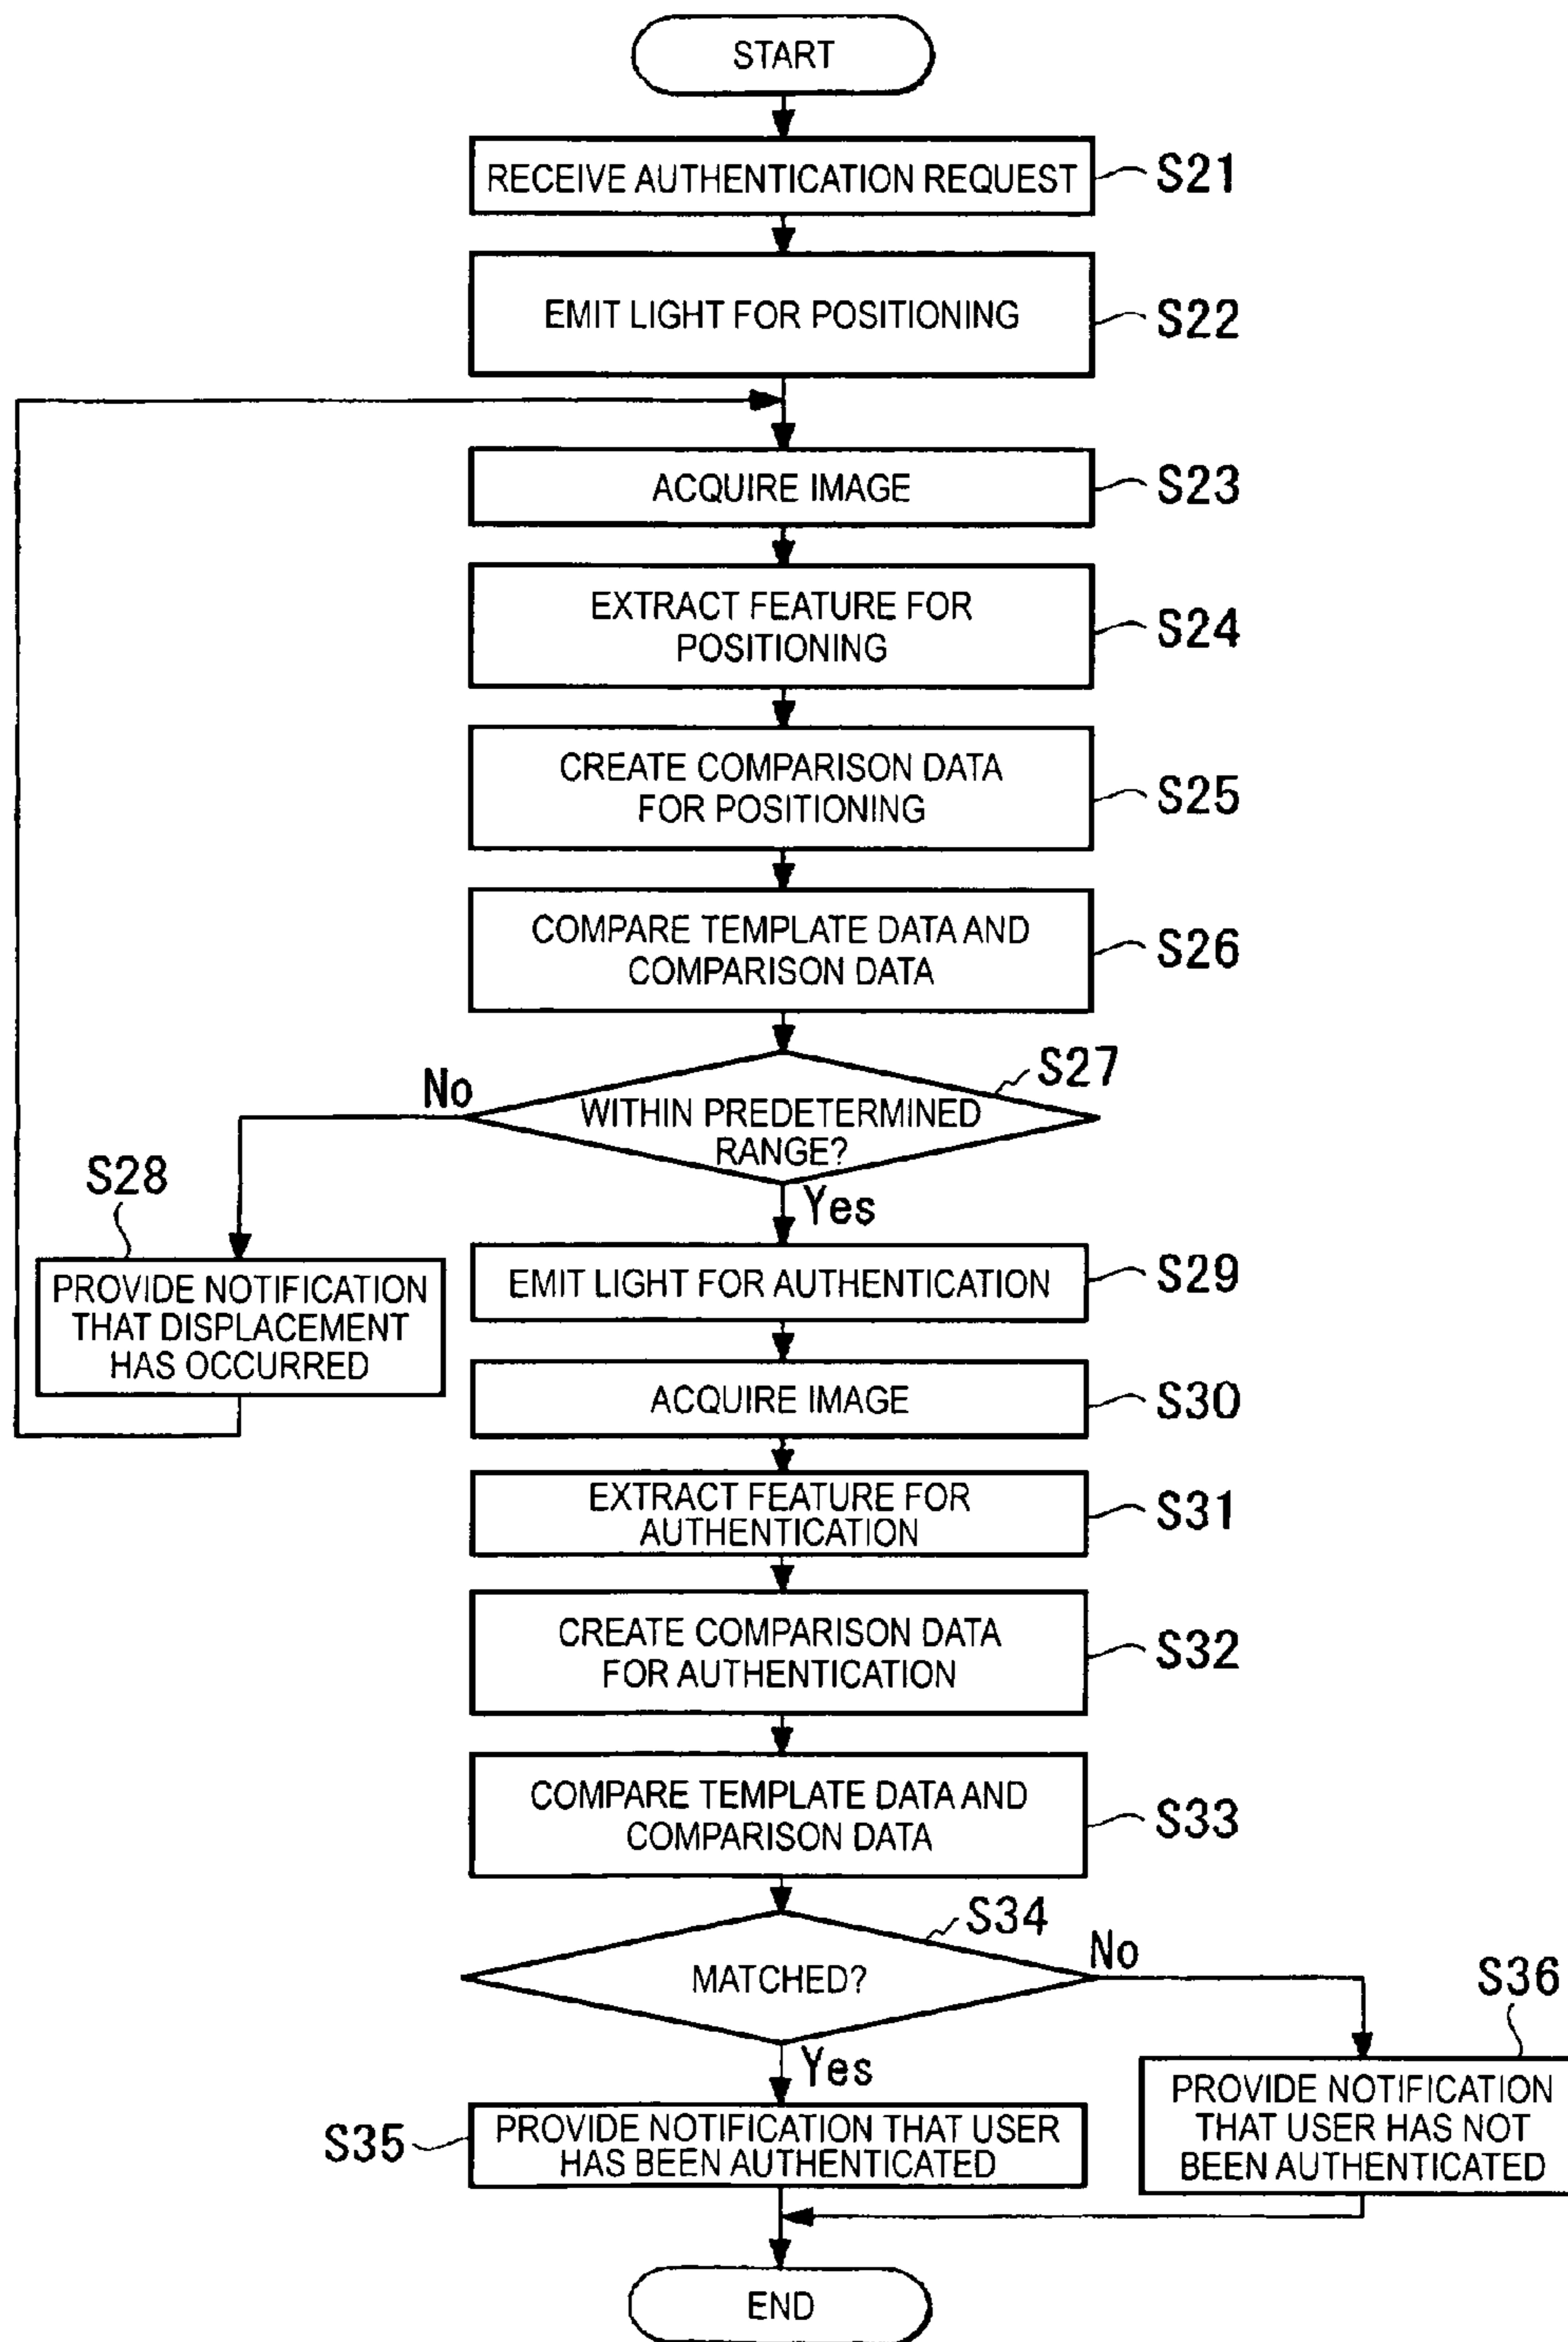 START
RECEIVE AUTHENTICATION REQUEST
S21
EMIT LIGHT FOR POSITIONING
S22
ACQUIRE IMAGE
S23
EXTRACT FEATURE FOR
POSITIONING
S24
CREATE COMPARISON DATA
FOR POSITIONING
S25
COMPARE TEMPLATE DATA AND
COMPARISON DATA
S26
S27
No
WITHIN PREDETERMINED
RANGE?
Yes
S28
PROVIDE NOTIFICATION
THAT DISPLACEMENT
HAS OCCURRED
EMIT LIGHT FOR AUTHENTICATION
S29
ACQUIRE IMAGE
S30
EXTRACT FEATURE FOR
AUTHENTICATION
S31
CREATE COMPARISON DATA
FOR AUTHENTICATION
S32
COMPARE TEMPLATE DATA AND
COMPARISON DATA
S33
S34
MATCHED?
No
Yes
S36
PROVIDE NOTIFICATION
THAT USER HAS NOT
BEEN AUTHENTICATED
S35
PROVIDE NOTIFICATION THAT USER
HAS BEEN AUTHENTICATED
END